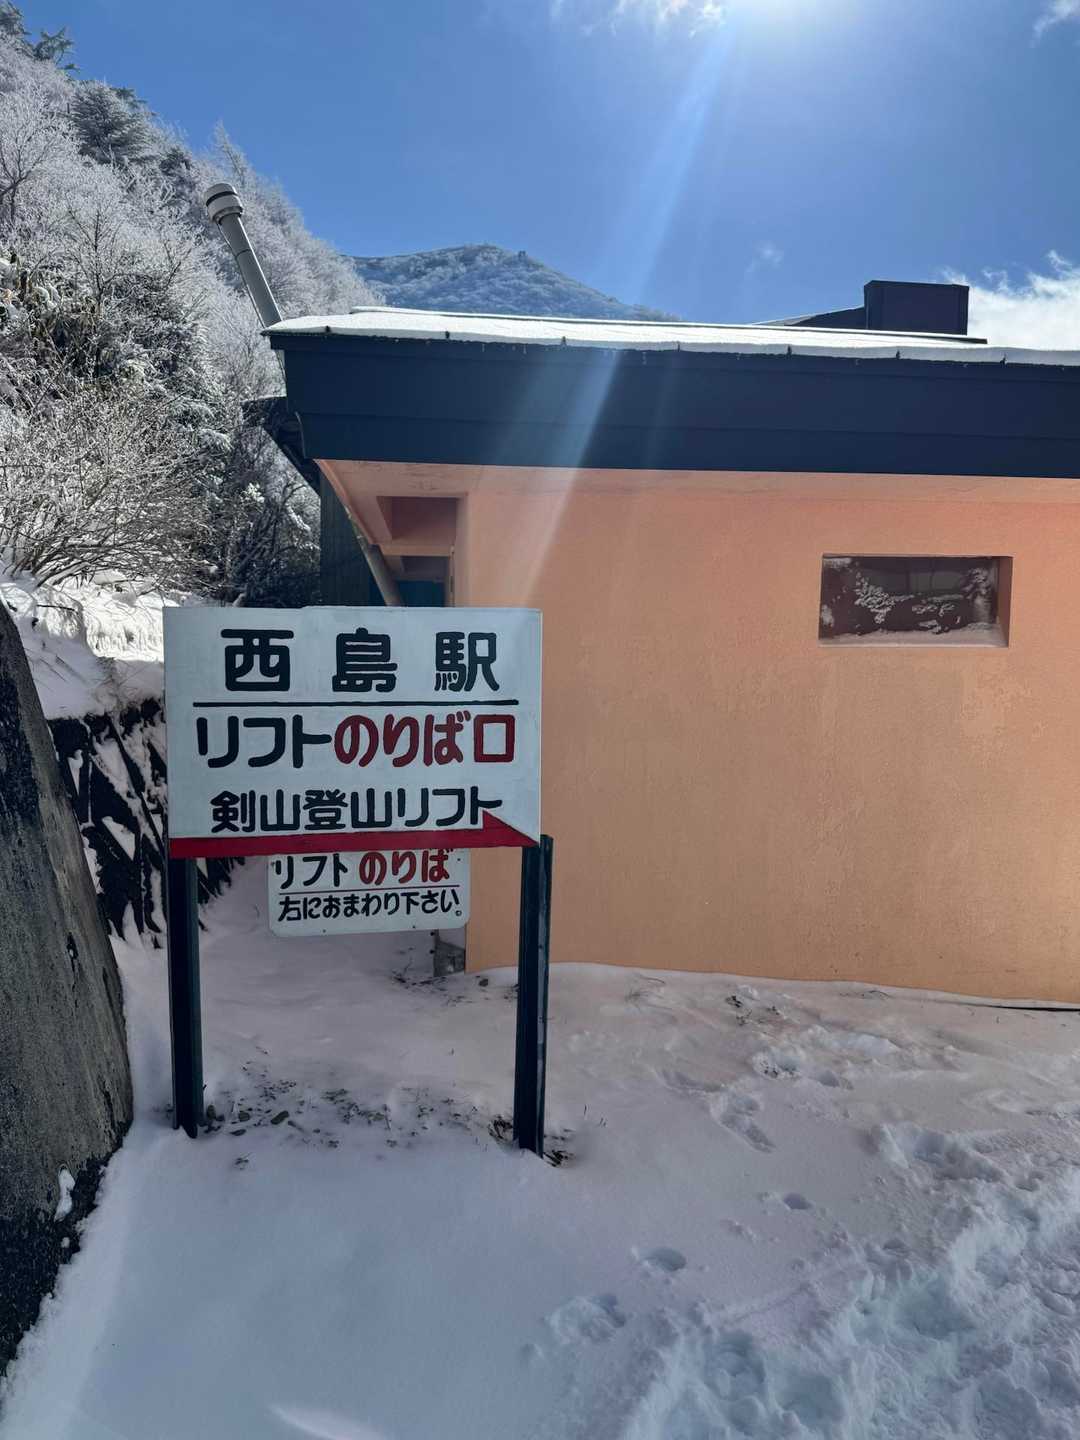 西島駅
リフトのりば口
剣山登山リフト
リフトのりば
右におまわり下さい。